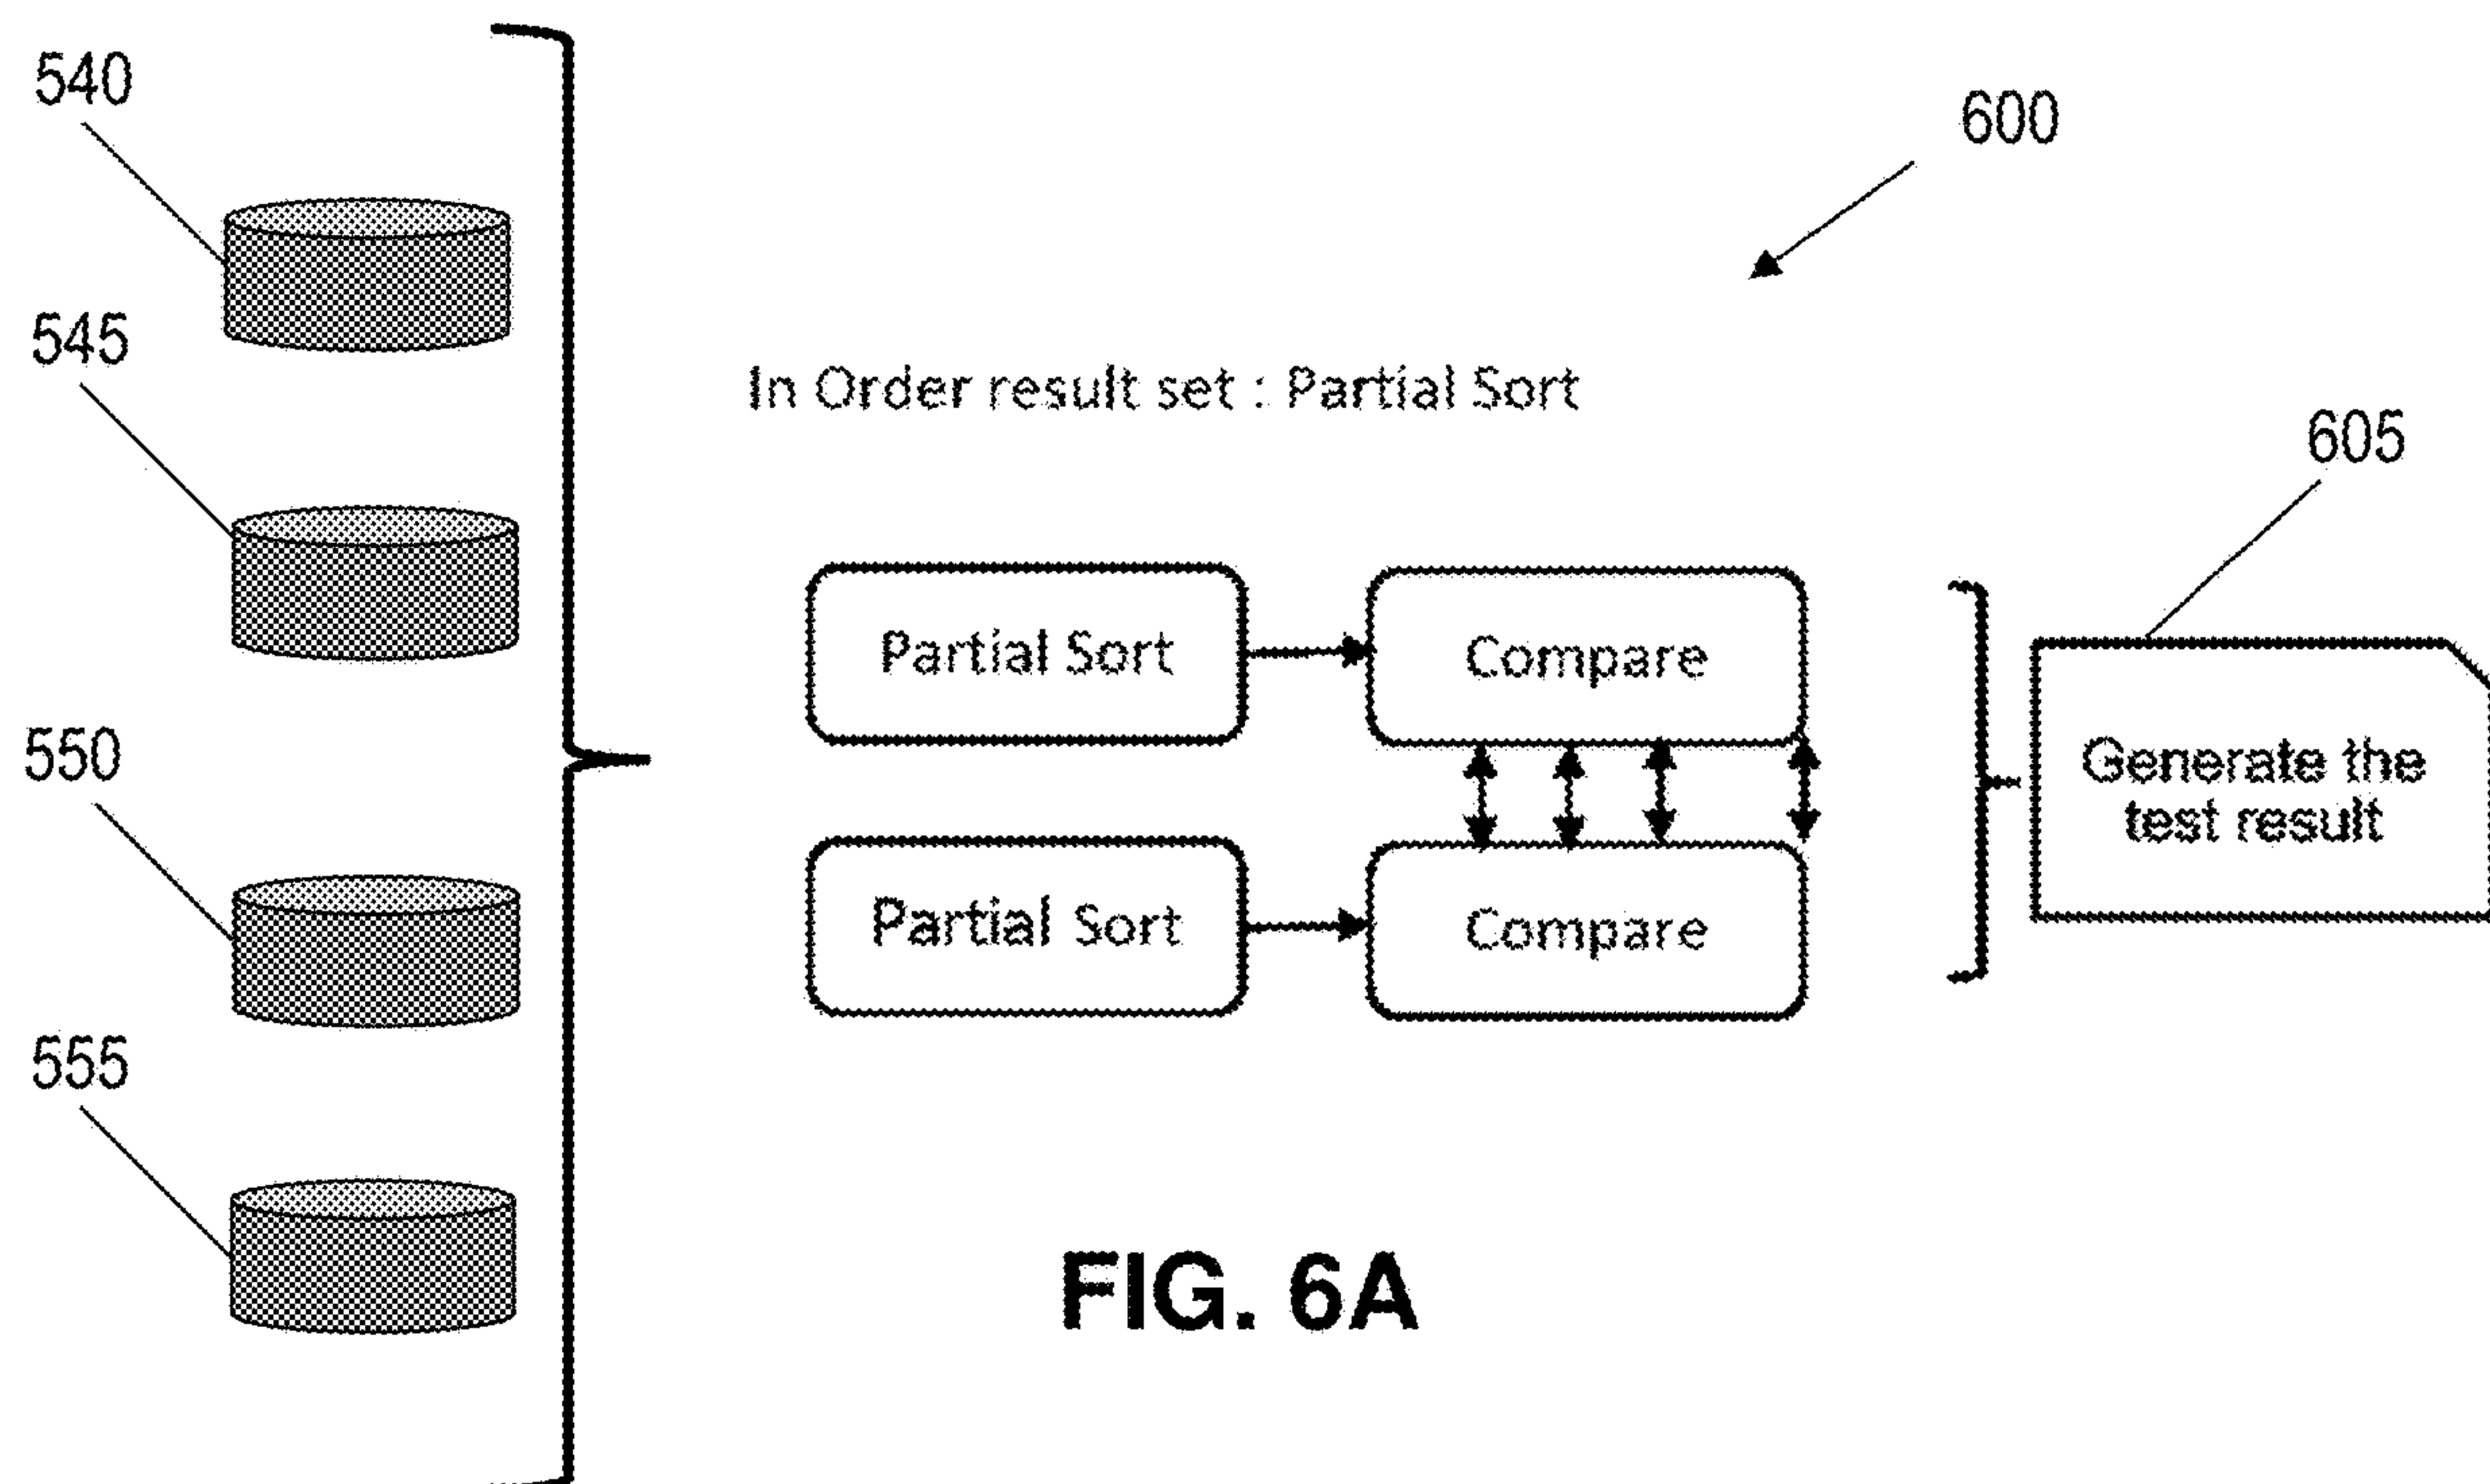 540
600
545
In Order result set : Partial Sort
605
Partial Sort
Compare
Generate the
test result
550
Partial Sort
Compare
555
FIG. 6A